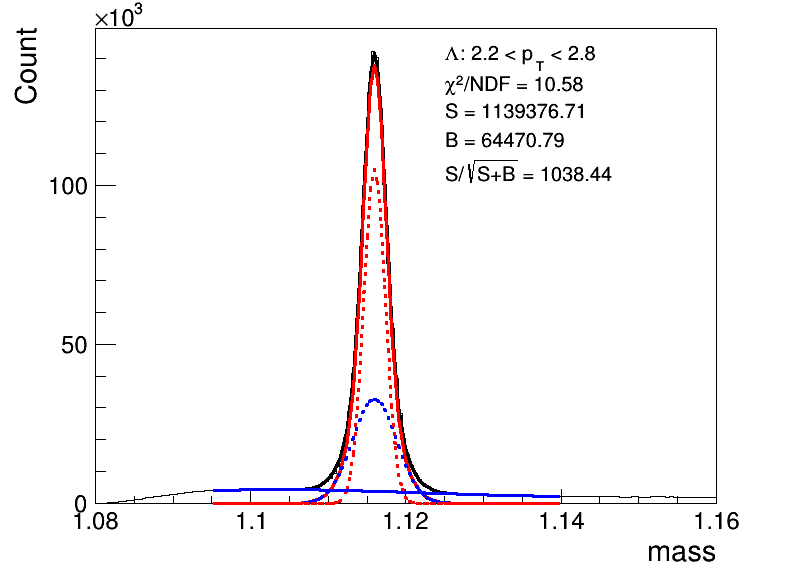 ×10³
Count
Λ: 2.2 < p_T < 2.8
χ²/NDF = 10.58
S = 1139376.71
B = 64470.79
S/√S+B = 1038.44
100
50
0
1.08 1.1 1.12 1.14 1.16
mass